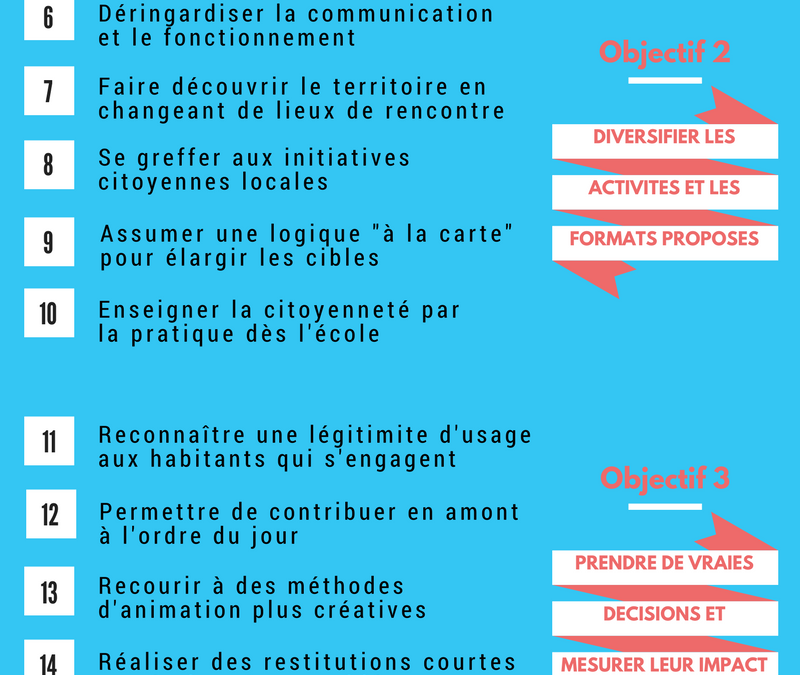 6
Déringardiser la communication
et le fonctionnement
7
Faire découvrir le territoire en
changeant de lieux de rencontre
8
Se greffer aux initiatives
citoyennes locales
9
Assumer une logique "à la carte"
pour élargir les cibles
10
Enseigner la citoyenneté par
la pratique dès l'école
Objectif 2
DIVERSIFIER LES
ACTIVITES ET LES
FORMATS PROPOSES
11
Reconnaître une légitimite d'usage
aux habitants qui s'engagent
12
Permettre de contribuer en amont
à l'ordre du jour
13
Recourir à des méthodes
d'animation plus créatives
14
Réaliser des restitutions courtes
Objectif 3
PRENDRE DE VRAIES
DECISIONS ET
MESURER LEUR IMPACT